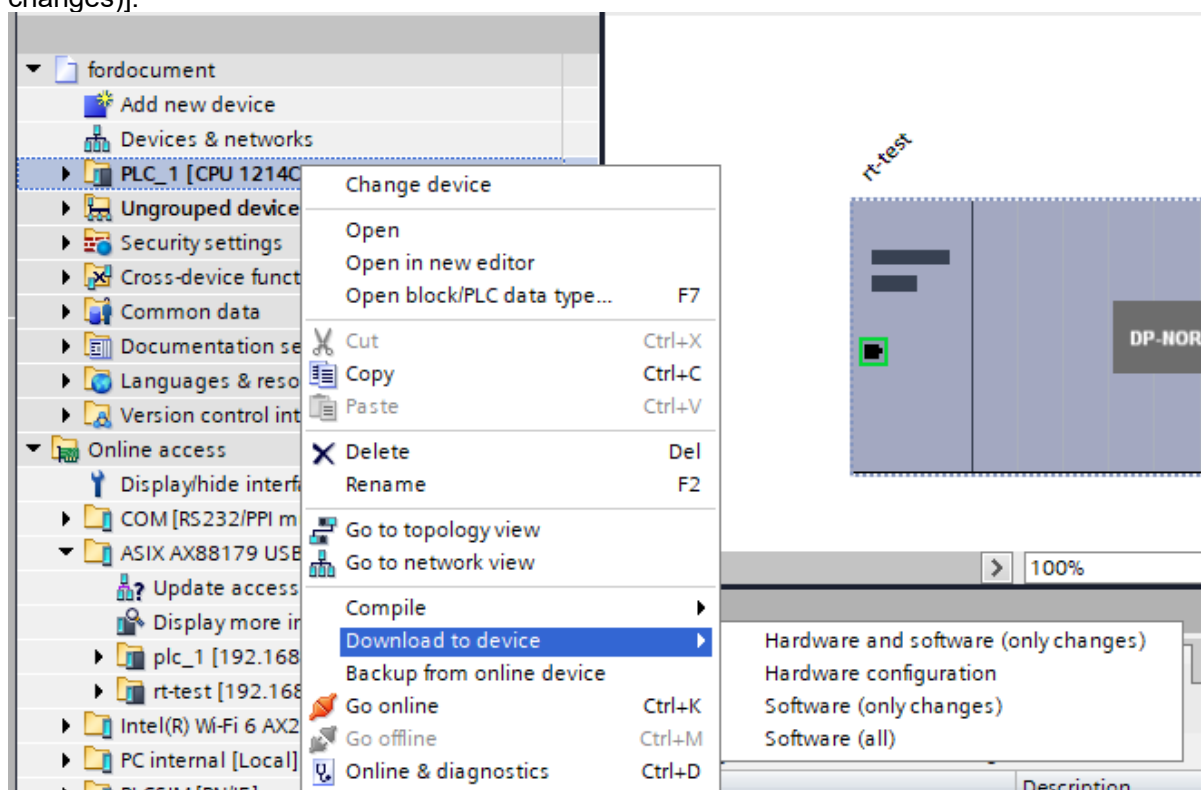 changes)].
fordocument
Add new device
Devices & networks
PLC_1 [CPU 1214C
Ungrouped device
Security settings
Cross-device funct
Common data
Documentation se
Languages & reso
Version control int
Online access
Display/hide interfa
COM [RS232/PPI m
ASIX AX88179 USB
Update access
Display more in
plc_1 [192.168
rt-test [192.168
Intel(R) Wi-Fi 6 AX2
PC internal [Local]
Change device
Open
Open in new editor
Open block/PLC data type... F7
Cut Ctrl+X
Copy Ctrl+C
Paste Ctrl+V
Delete Del
Rename F2
Go to topology view
Go to network view
Compile
Download to device
Backup from online device
Go online Ctrl+K
Go offline Ctrl+M
Online & diagnostics Ctrl+D
Hardware and software (only changes)
Hardware configuration
Software (only changes)
Software (all)
rt-test
DP-NOR
100%
Description